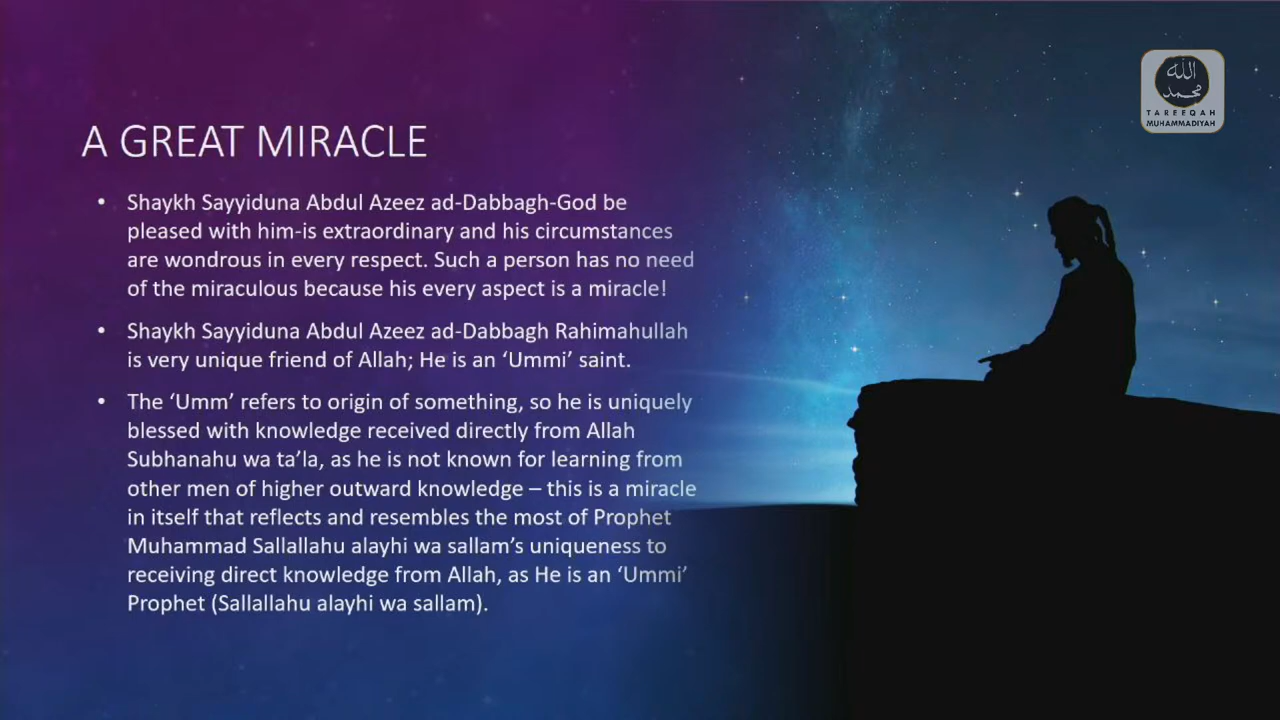 الله
محمد
TAREEQAH
MUHAMMADIYAH
A GREAT MIRACLE
• Shaykh Sayyiduna Abdul Azeez ad-Dabbagh-God be
pleased with him-is extraordinary and his circumstances
are wondrous in every respect. Such a person has no need
of the miraculous because his every aspect is a miracle!
• Shaykh Sayyiduna Abdul Azeez ad-Dabbagh Rahimahullah
is very unique friend of Allah; He is an ‘Ummi’ saint.
• The ‘Umm’ refers to origin of something, so he is uniquely
blessed with knowledge received directly from Allah
Subhanahu wa ta’la, as he is not known for learning from
other men of higher outward knowledge – this is a miracle
in itself that reflects and resembles the most of Prophet
Muhammad Sallallahu alayhi wa sallam’s uniqueness to
receiving direct knowledge from Allah, as He is an ‘Ummi’
Prophet (Sallallahu alayhi wa sallam).